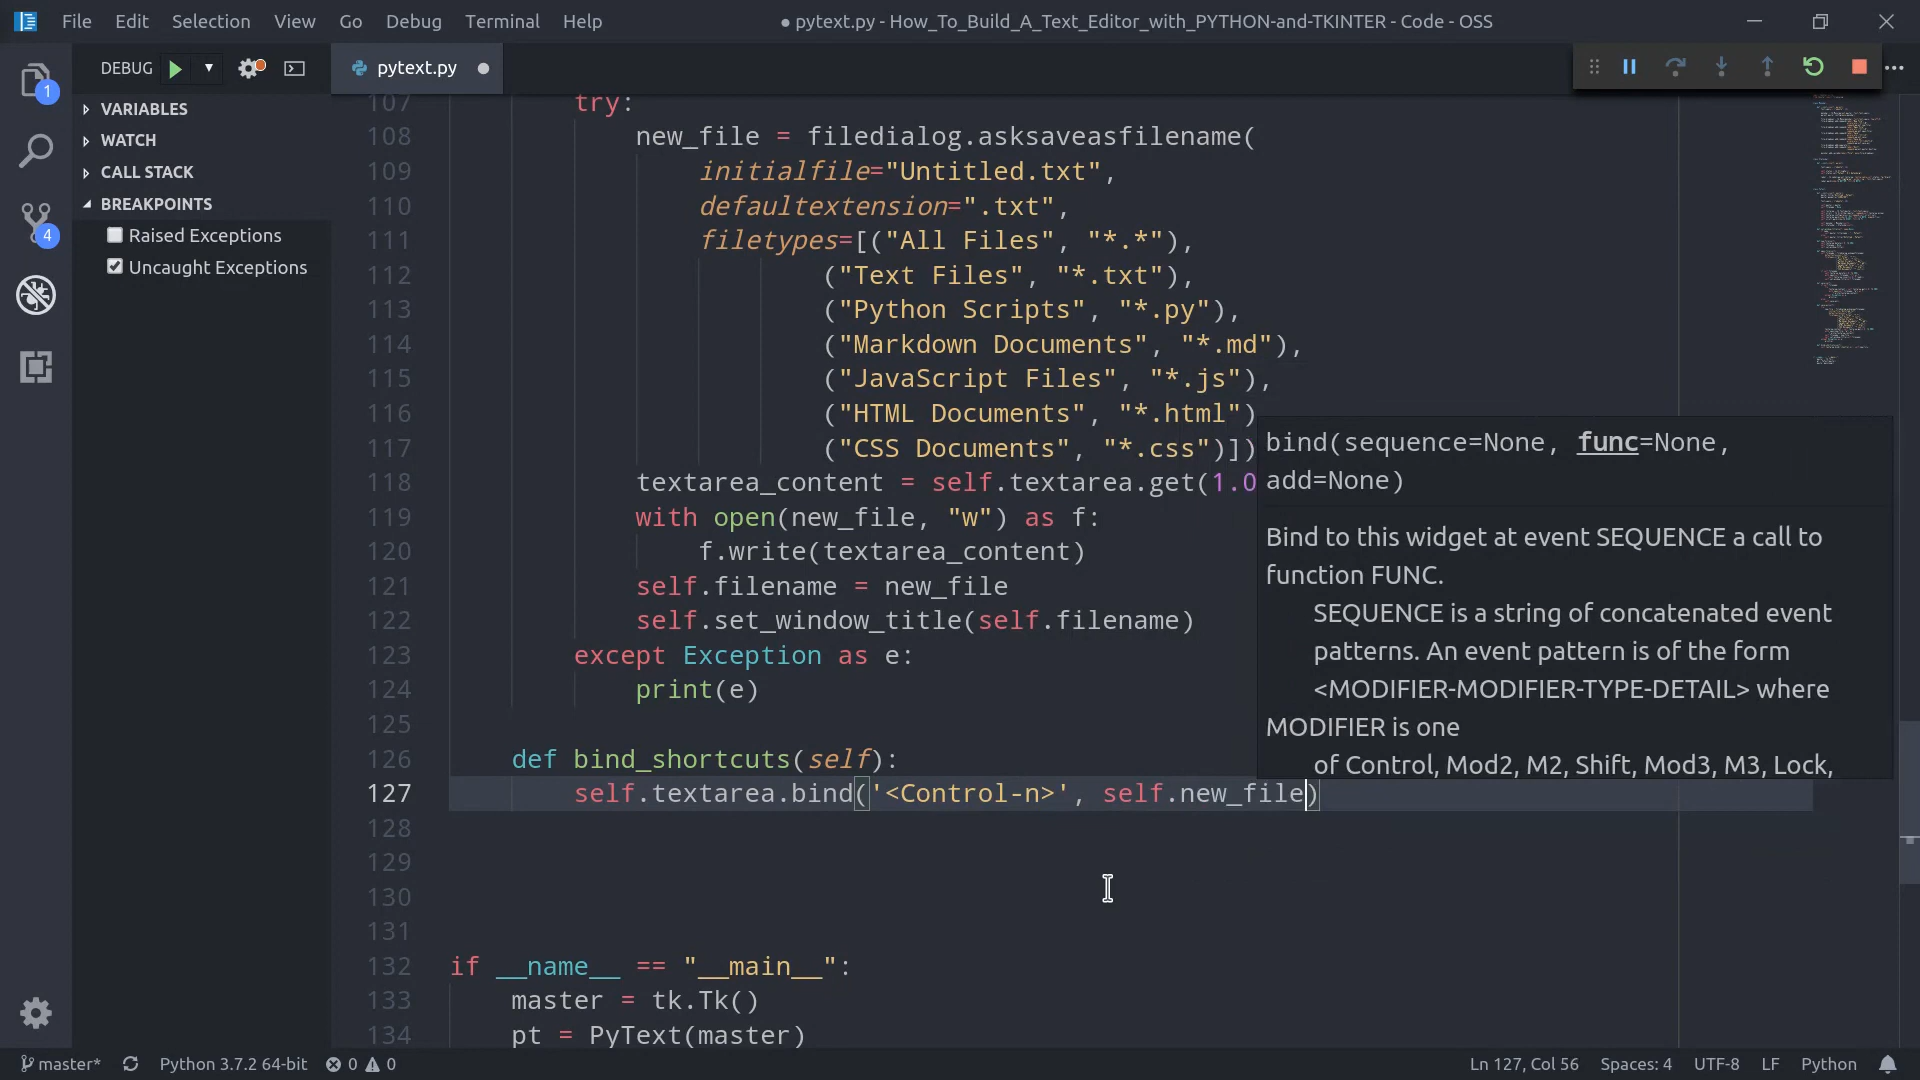 File Edit Selection View Go Debug Terminal Help
● pytext.py - How_To_Build_A_Text_Editor_with_PYTHON-and-TKINTER - Code - OSS
1
4
DEBUG
VARIABLES
WATCH
CALL STACK
BREAKPOINTS
Raised Exceptions
Uncaught Exceptions
pytext.py
107 try:
108 new_file = filedialog.asksaveasfilename(
109 initialfile="Untitled.txt",
110 defaultextension=".txt",
111 filetypes=[("All Files", "*.*"),
112 ("Text Files", "*.txt"),
113 ("Python Scripts", "*.py"),
114 ("Markdown Documents", "*.md"),
115 ("JavaScript Files", "*.js"),
116 ("HTML Documents", "*.html")
117 ("CSS Documents", "*.css")])
118 textarea_content = self.textarea.get(1.0
119 with open(new_file, "w") as f:
120 f.write(textarea_content)
121 self.filename = new_file
122 self.set_window_title(self.filename)
123 except Exception as e:
124 print(e)
125
126 def bind_shortcuts(self):
127 self.textarea.bind('<Control-n>', self.new_file)
128
129
130
131
132 if __name__ == "__main__":
133 master = tk.Tk()
134 pt = PyText(master)
bind(sequence=None, func=None,
add=None)
Bind to this widget at event SEQUENCE a call to
function FUNC.
SEQUENCE is a string of concatenated event
patterns. An event pattern is of the form
<MODIFIER-MODIFIER-TYPE-DETAIL> where
MODIFIER is one
of Control, Mod2, M2, Shift, Mod3, M3, Lock,
master* Python 3.7.2 64-bit 0 0
Ln 127, Col 56 Spaces: 4 UTF-8 LF Python